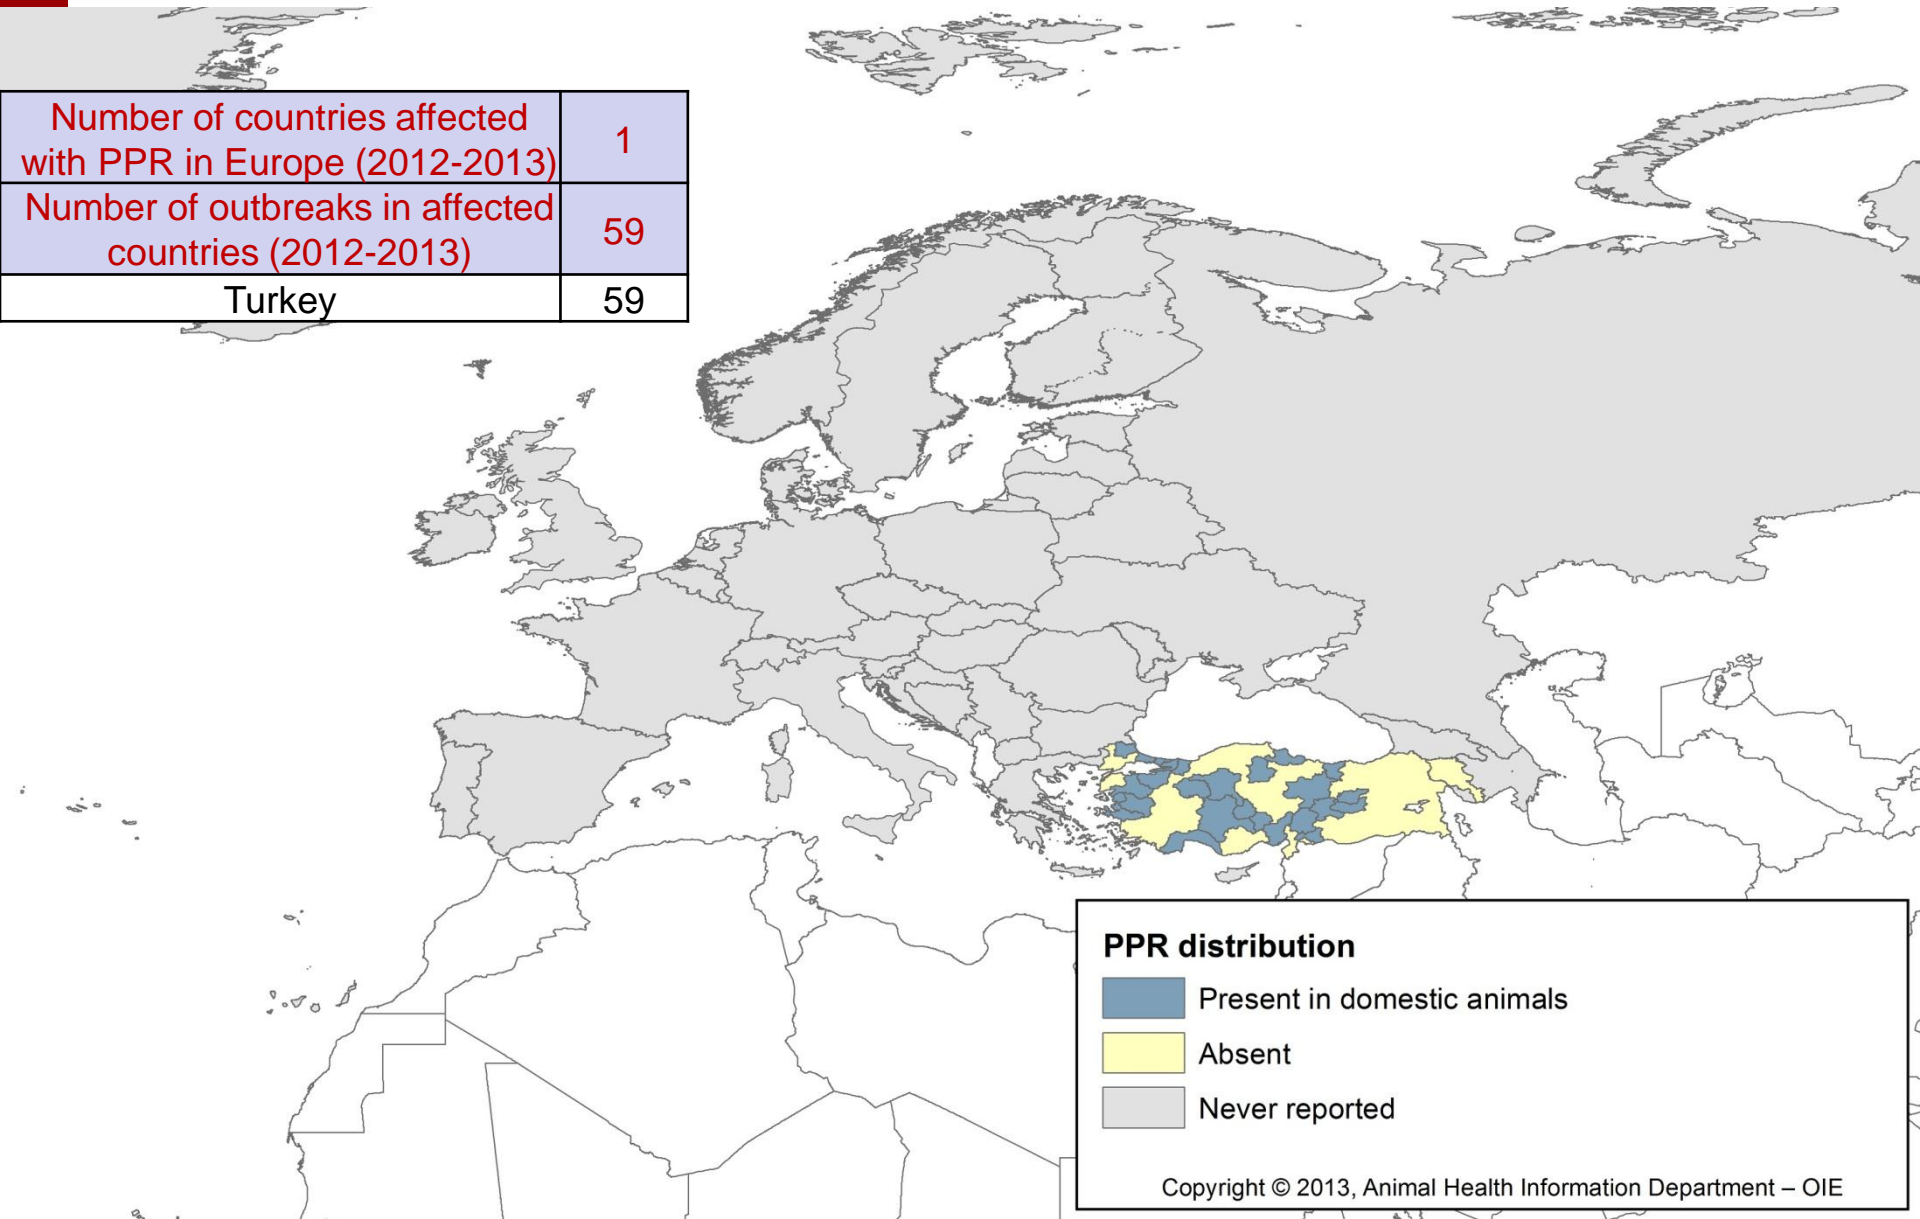 Number of countries affected
with PPR in Europe (2012-2013)
1
Number of outbreaks in affected
countries (2012-2013)
59
Turkey
59
PPR distribution
Present in domestic animals
Absent
Never reported
Copyright © 2013, Animal Health Information Department – OIE